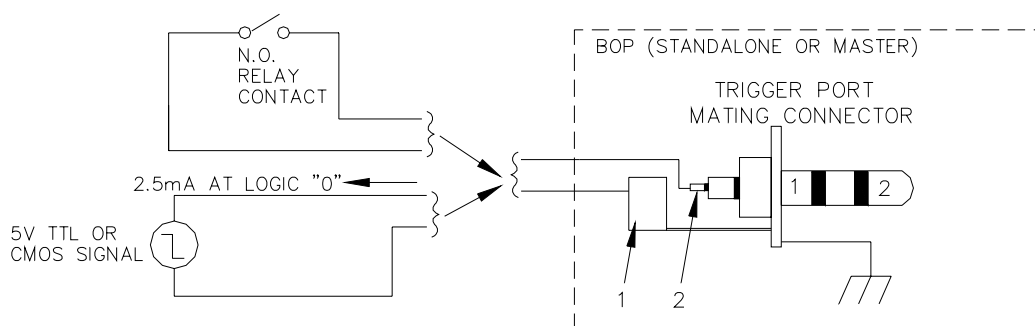 N.O.
RELAY
CONTACT
2.5mA AT LOGIC "0"
5V TTL OR
CMOS SIGNAL
BOP (STANDALONE OR MASTER)
TRIGGER PORT
MATING CONNECTOR
1
2
1
2